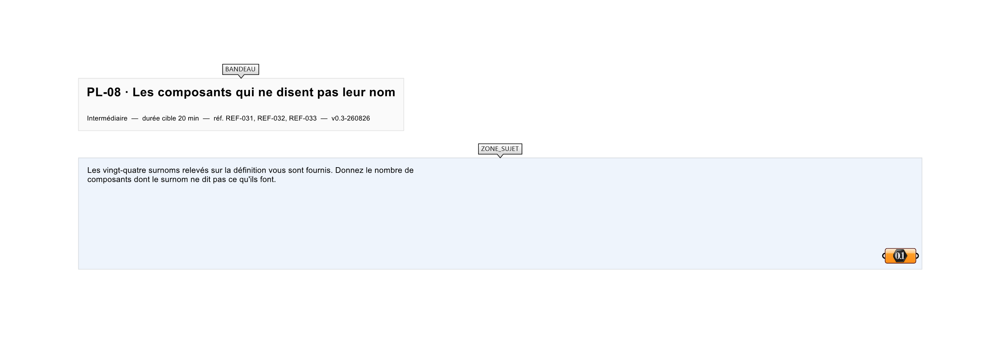 BANDEAU
PL-08 · Les composants qui ne disent pas leur nom
Intermédiaire — durée cible 20 min — réf. REF-031, REF-032, REF-033 — v0.3-260826
ZONE_SUJET
Les vingt-quatre surnoms relevés sur la définition vous sont fournis. Donnez le nombre de
composants dont le surnom ne dit pas ce qu'ils font.
0.1